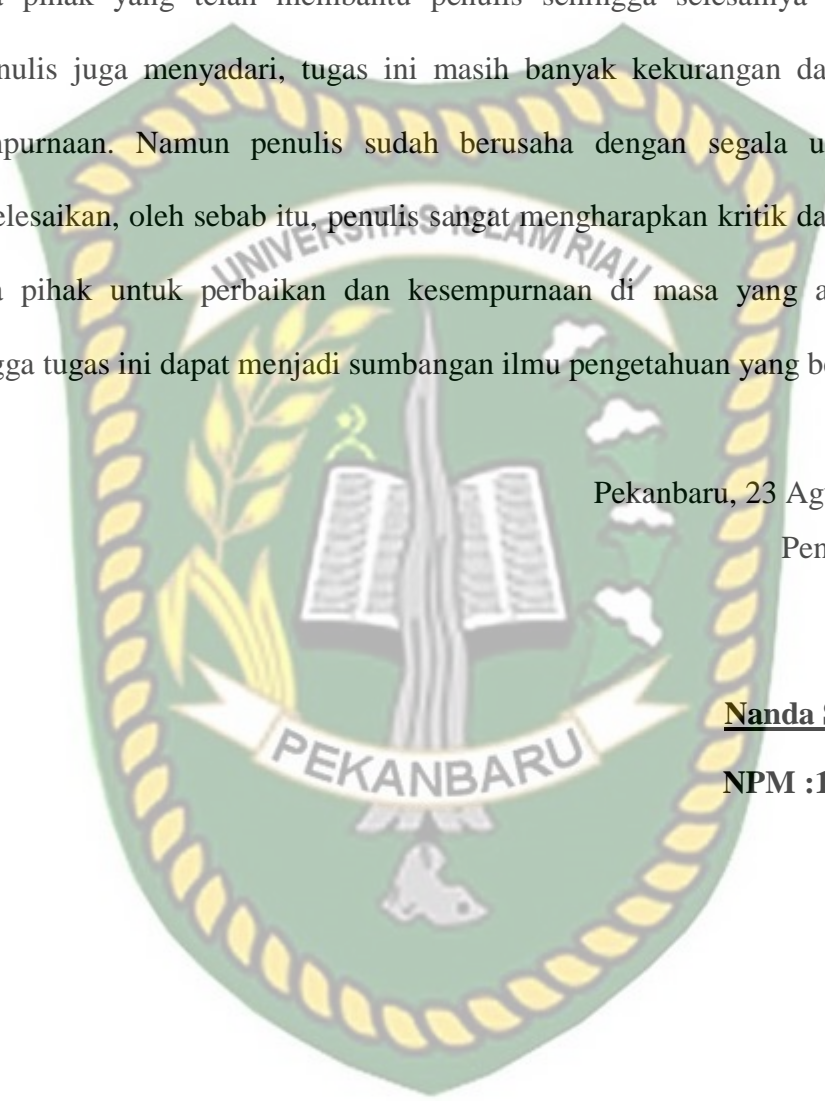 pihak yang telah membantu penulis sehingga selesainya
nulis juga menyadari, tugas ini masih banyak kekurangan da
npurnaan. Namun penulis sudah berusaha dengan segala u
elesaikan, oleh sebab itu, penulis sangat mengharapkan kritik da
a pihak untuk perbaikan dan kesempurnaan di masa yang a
gga tugas ini dapat menjadi sumbangan ilmu pengetahuan yang be
UNIVERSITAS ISLAM RIAU
Pekanbaru, 23 Ag
Pen
Nanda
NPM :1
PEKANBARU